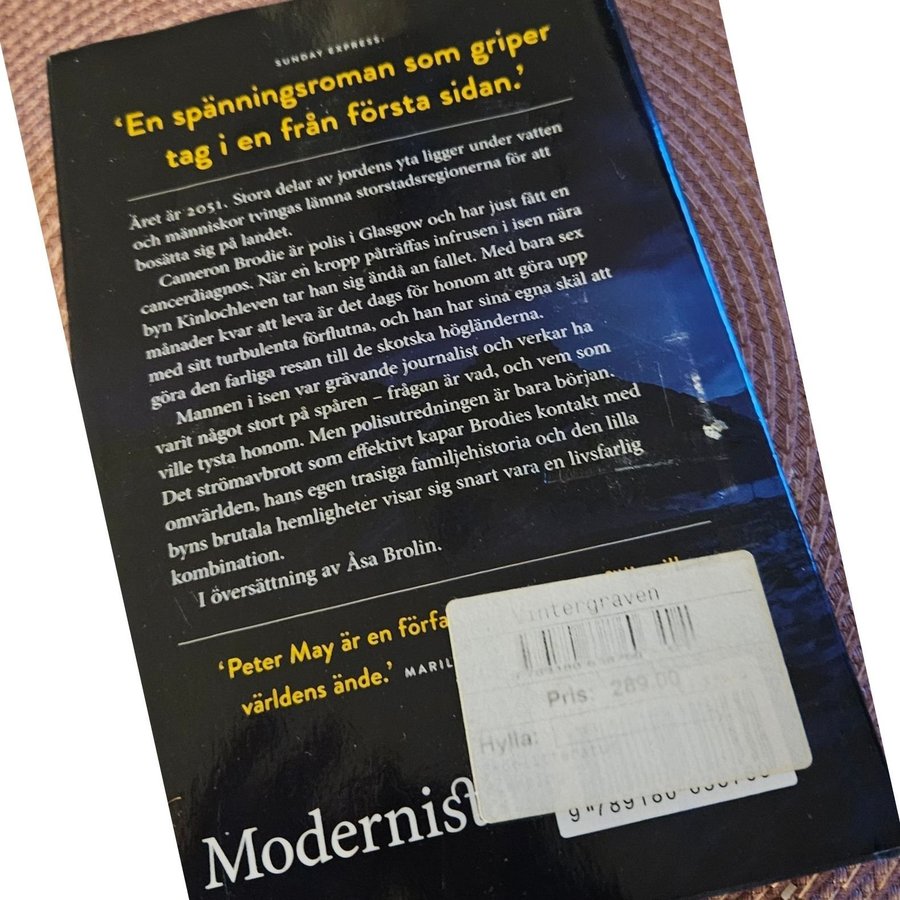 SUNDAY EXPRESS:
‘En spänningsroman som griper
tag i en från första sidan.’
Året är 2051. Stora delar av jordens yta ligger under vatten
och människor tvingas lämna storstadsregionerna för att
bosätta sig på landet.
Cameron Brodie är polis i Glasgow och har just fått en
cancerdiagnos. När en kropp påträffas infrusen i isen nära
byn Kinlochleven tar han sig ändå an fallet. Med bara sex
månader kvar att leva är det dags för honom att göra upp
med sitt turbulenta förflutna, och han har sina egna skäl att
göra den farliga resan till de skotska högländerna.
Mannen i isen var grävande journalist och verkar ha
varit något stort på spåren – frågan är vad, och vem som
ville tysta honom. Men polisutredningen är bara början.
Det strömavbrott som effektivt kapar Brodies kontakt med
omvärlden, hans egen trasiga familjehistoria och den lilla
byns brutala hemligheter visar sig snart vara en livsfarlig
kombination.
I översättning av Åsa Brolin.
‘Peter May är en förfa
världens ände.’ MARIL
intergraven
Pris: 289.00
Hylla:
Modernist